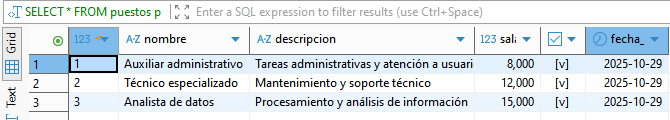 SELECT * FROM puestos p
Enter a SQL expression to filter results (use Ctrl+Space)
Grid
Text
123
A-Z nombre
A-Z descripcion
123 sala
fecha_
1 1 Auxiliar administrativo Tareas administrativas y atención a usuari 8,000 [v] 2025-10-29
2 2 Técnico especializado Mantenimiento y soporte técnico 12,000 [v] 2025-10-29
3 3 Analista de datos Procesamiento y análisis de información 15,000 [v] 2025-10-29